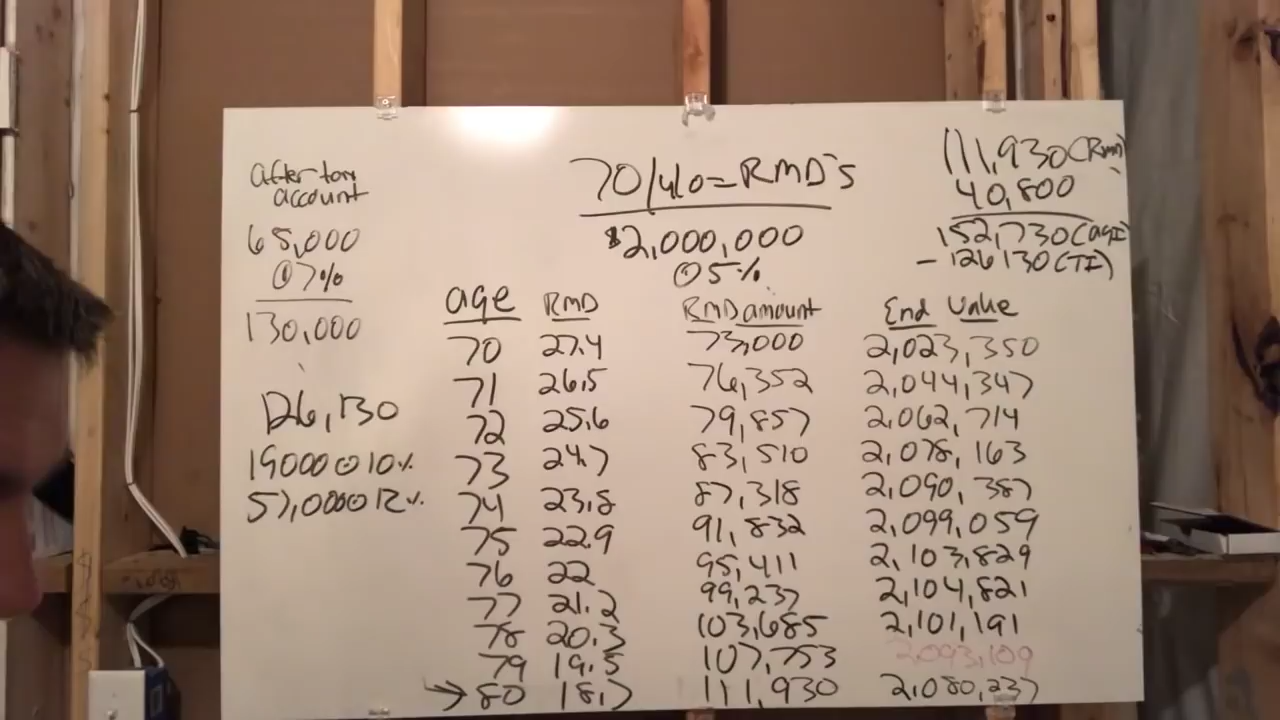 after tax
account
65,000
@7%
130,000
126,130
19000@10%
57,000@12%
70/40=RMD's
$2,000,000
@5%
111,930(Rmd)
40,800
152,730(AGI)
- 126130(TI)
age RMD RMD amount End Value
70 27.4 73,000 2,023,350
71 26.5 76,352 2,044,347
72 25.6 79,857 2,062,714
73 24.7 83,510 2,078,163
74 23.8 87,318 2,090,387
75 22.9 91,832 2,099,059
76 22 95,411 2,103,829
77 21.2 99,237 2,104,821
78 20.3 103,685 2,101,191
79 19.5 107,753 2,093,109
→ 80 18.7 111,930 2,080,237